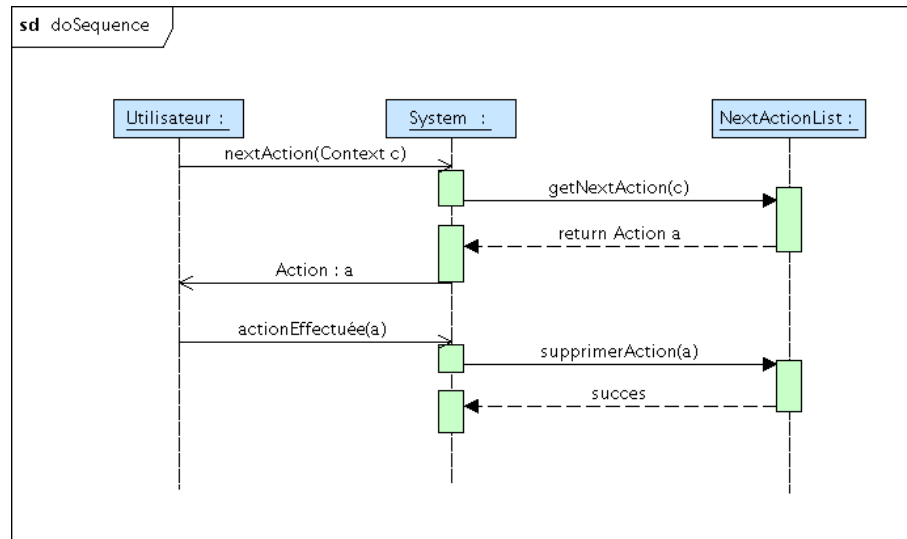 sd doSequence
Utilisateur :
System :
NextActionList :
nextAction(Context c)
getNextAction(c)
return Action a
Action : a
actionEffectuée(a)
supprimerAction(a)
succes